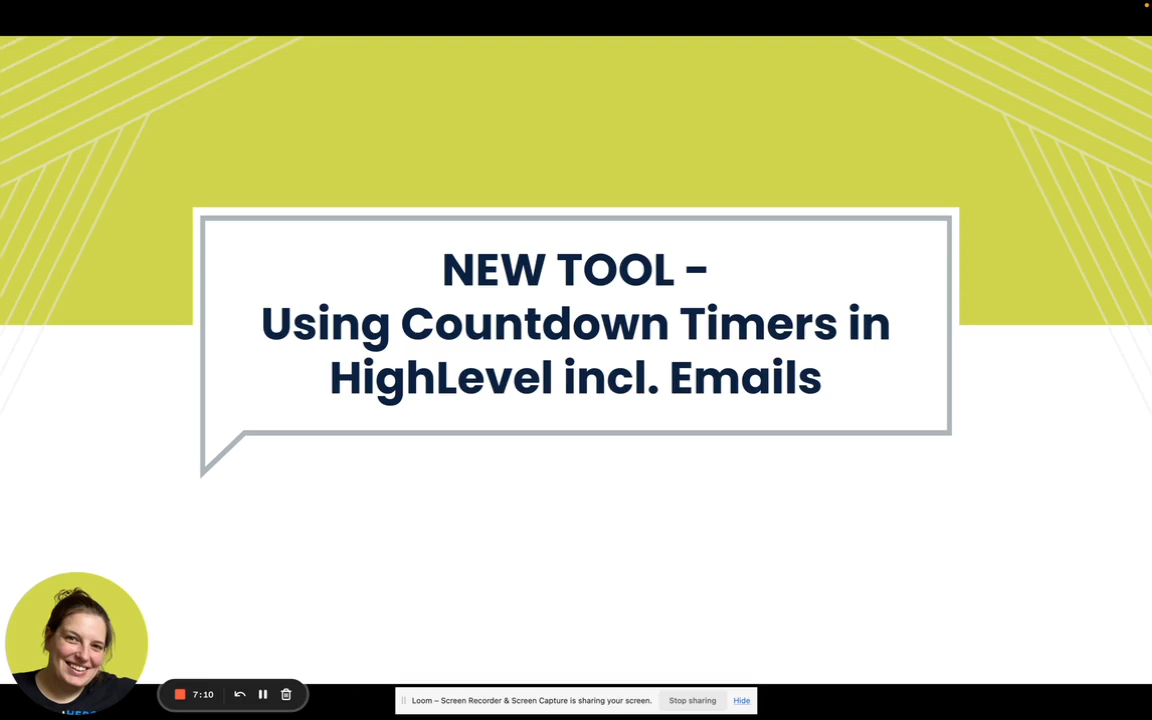 NEW TOOL -
Using Countdown Timers in
HighLevel incl. Emails
7:10
Loom – Screen Recorder & Screen Capture is sharing your screen.
Stop sharing
Hide